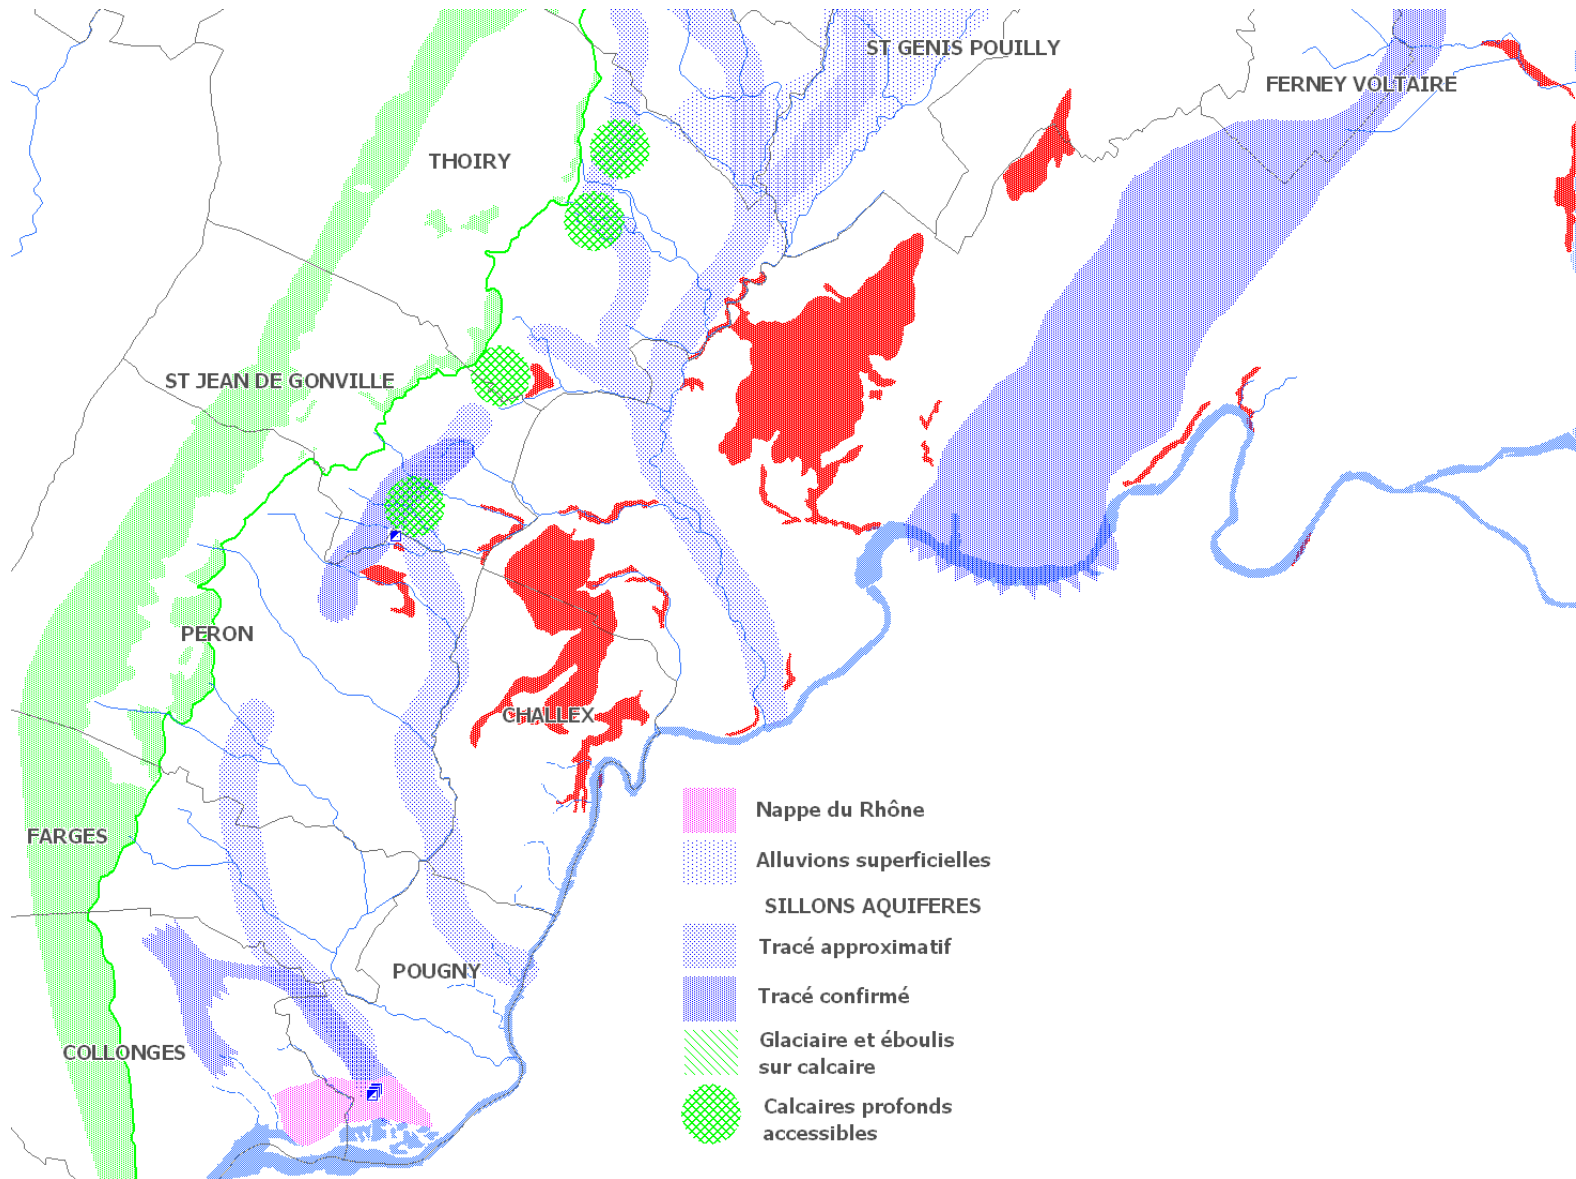 ST GENIS POUILLY
FERNEY VOLTAIRE
THOIRY
ST JEAN DE GONVILLE
PERON
CHALLEX
FARGES
POUGNY
COLLONGES
Nappe du Rhône
Alluvions superficielles
SILLONS AQUIFERES
Tracé approximatif
Tracé confirmé
Glaciaire et éboulis
sur calcaire
Calcaires profonds
accessibles